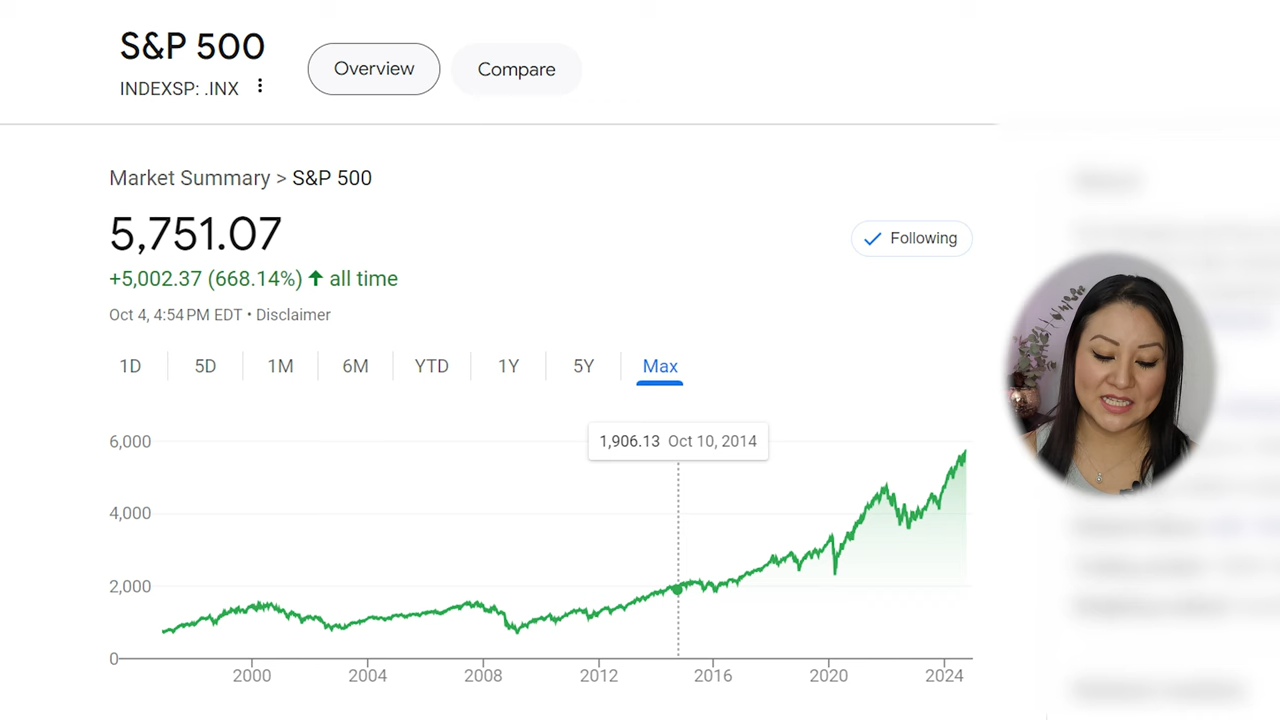 S&P 500
INDEXSP: .INX
Overview
Compare
Market Summary > S&P 500
5,751.07
+5,002.37 (668.14%) ↑ all time
Following
Oct 4, 4:54 PM EDT • Disclaimer
1D 5D 1M 6M YTD 1Y 5Y Max
1,906.13 Oct 10, 2014
6,000
4,000
2,000
0
2000 2004 2008 2012 2016 2020 2024